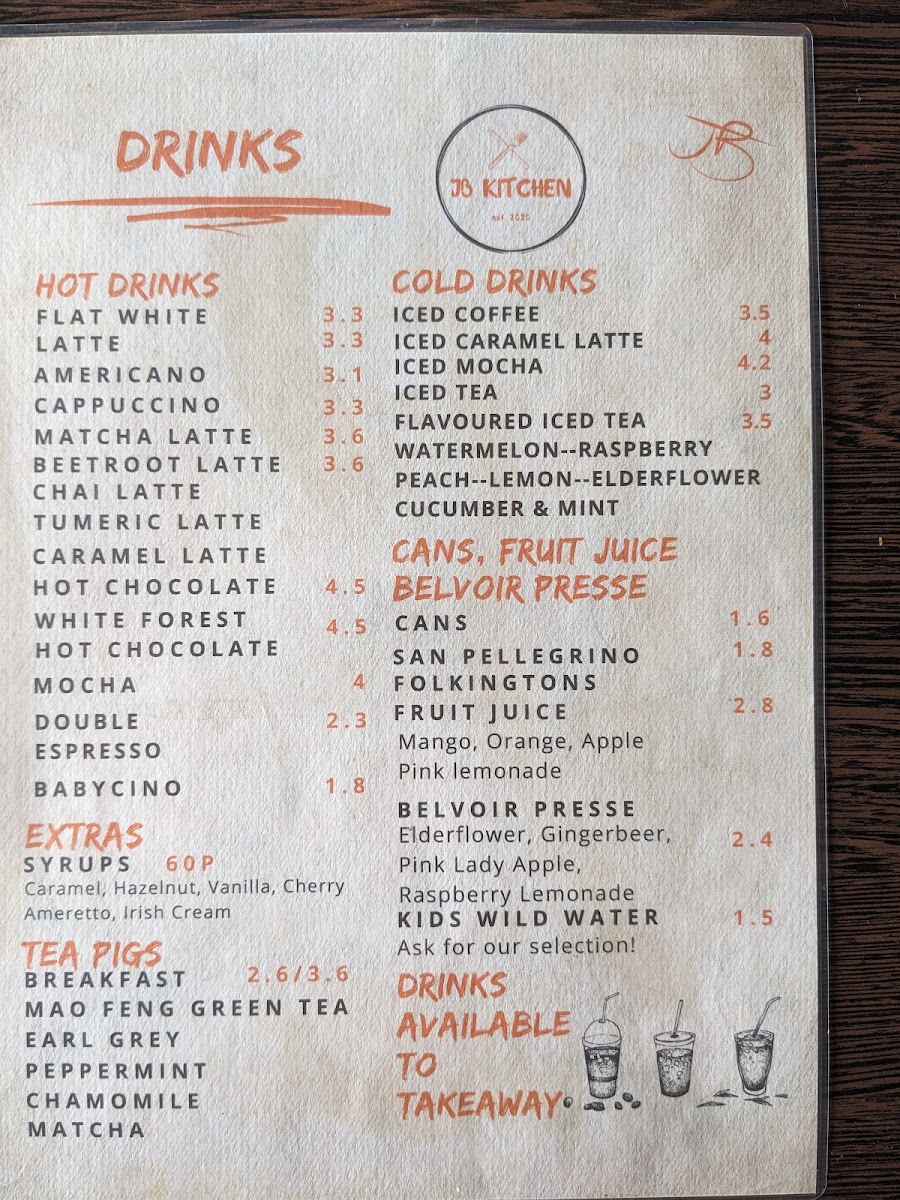 DRINKS
JB KITCHEN
est 2020
JB
HOT DRINKS
FLAT WHITE 3.3
LATTE 3.3
AMERICANO 3.1
CAPPUCCINO 3.3
MATCHA LATTE 3.6
BEETROOT LATTE 3.6
CHAI LATTE
TUMERIC LATTE
CARAMEL LATTE
HOT CHOCOLATE 4.5
WHITE FOREST 4.5
HOT CHOCOLATE
MOCHA 4
DOUBLE 2.3
ESPRESSO
BABYCINO 1.8
EXTRAS
SYRUPS 60P
Caramel, Hazelnut, Vanilla, Cherry
Ameretto, Irish Cream
TEA PIGS
BREAKFAST 2.6/3.6
MAO FENG GREEN TEA
EARL GREY
PEPPERMINT
CHAMOMILE
MATCHA
COLD DRINKS
ICED COFFEE 3.5
ICED CARAMEL LATTE 4
ICED MOCHA 4.2
ICED TEA 3
FLAVOURED ICED TEA 3.5
WATERMELON--RASPBERRY
PEACH--LEMON--ELDERFLOWER
CUCUMBER & MINT
CANS, FRUIT JUICE
BELVOIR PRESSE
CANS 1.6
SAN PELLEGRINO 1.8
FOLKINGTONS
FRUIT JUICE 2.8
Mango, Orange, Apple
Pink lemonade
BELVOIR PRESSE
Elderflower, Gingerbeer, 2.4
Pink Lady Apple,
Raspberry Lemonade
KIDS WILD WATER 1.5
Ask for our selection!
DRINKS
AVAILABLE
TO
TAKEAWAY